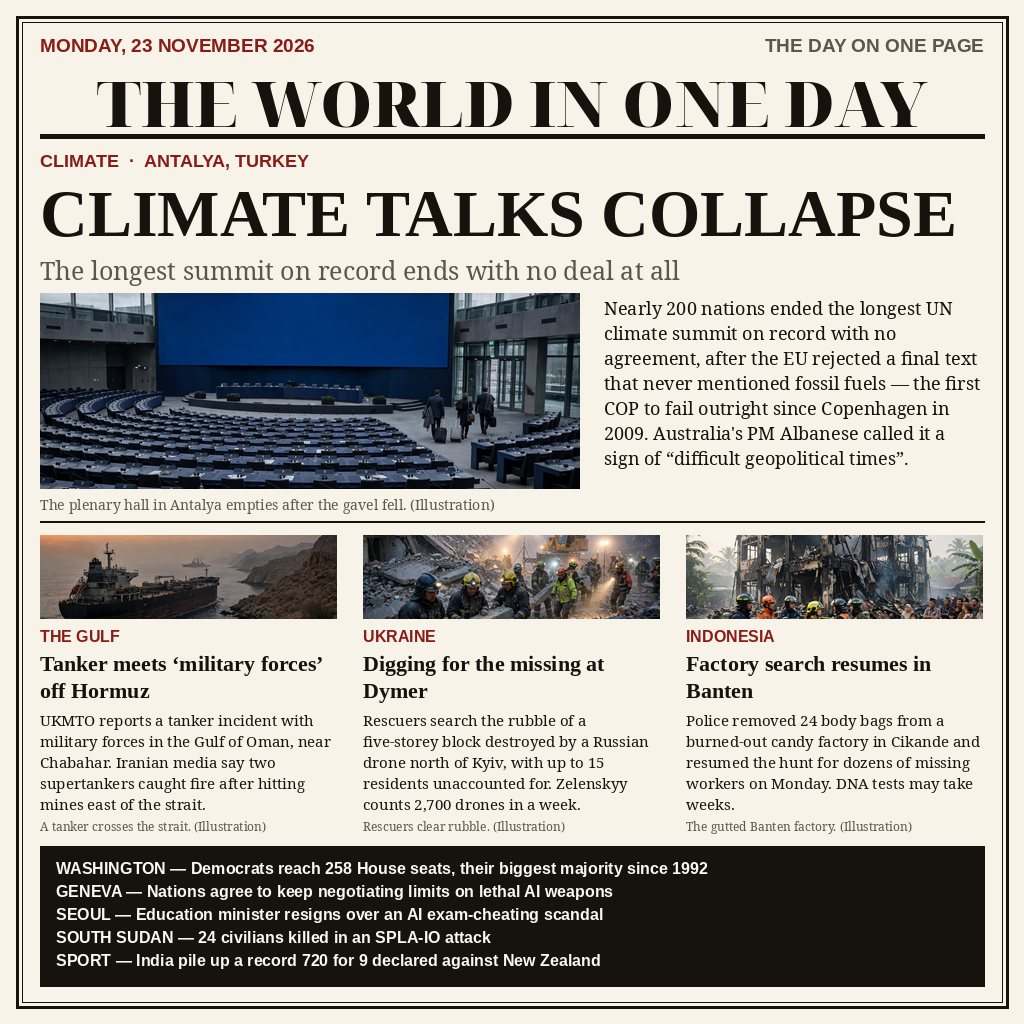 MONDAY, 23 NOVEMBER 2026
THE DAY ON ONE PAGE
THE WORLD IN ONE DAY
CLIMATE · ANTALYA, TURKEY
CLIMATE TALKS COLLAPSE
The longest summit on record ends with no deal at all
Nearly 200 nations ended the longest UN
climate summit on record with no
agreement, after the EU rejected a final text
that never mentioned fossil fuels — the first
COP to fail outright since Copenhagen in
2009. Australia's PM Albanese called it a
sign of “difficult geopolitical times”.
The plenary hall in Antalya empties after the gavel fell. (Illustration)
THE GULF
Tanker meets ‘military forces’
off Hormuz
UKMTO reports a tanker incident with
military forces in the Gulf of Oman, near
Chabahar. Iranian media say two
supertankers caught fire after hitting
mines east of the strait.
A tanker crosses the strait. (Illustration)
UKRAINE
Digging for the missing at
Dymer
Rescuers search the rubble of a
five-storey block destroyed by a Russian
drone north of Kyiv, with up to 15
residents unaccounted for. Zelenskyy
counts 2,700 drones in a week.
Rescuers clear rubble. (Illustration)
INDONESIA
Factory search resumes in
Banten
Police removed 24 body bags from a
burned-out candy factory in Cikande and
resumed the hunt for dozens of missing
workers on Monday. DNA tests may take
weeks.
The gutted Banten factory. (Illustration)
WASHINGTON — Democrats reach 258 House seats, their biggest majority since 1992
GENEVA — Nations agree to keep negotiating limits on lethal AI weapons
SEOUL — Education minister resigns over an AI exam-cheating scandal
SOUTH SUDAN — 24 civilians killed in an SPLA-IO attack
SPORT — India pile up a record 720 for 9 declared against New Zealand